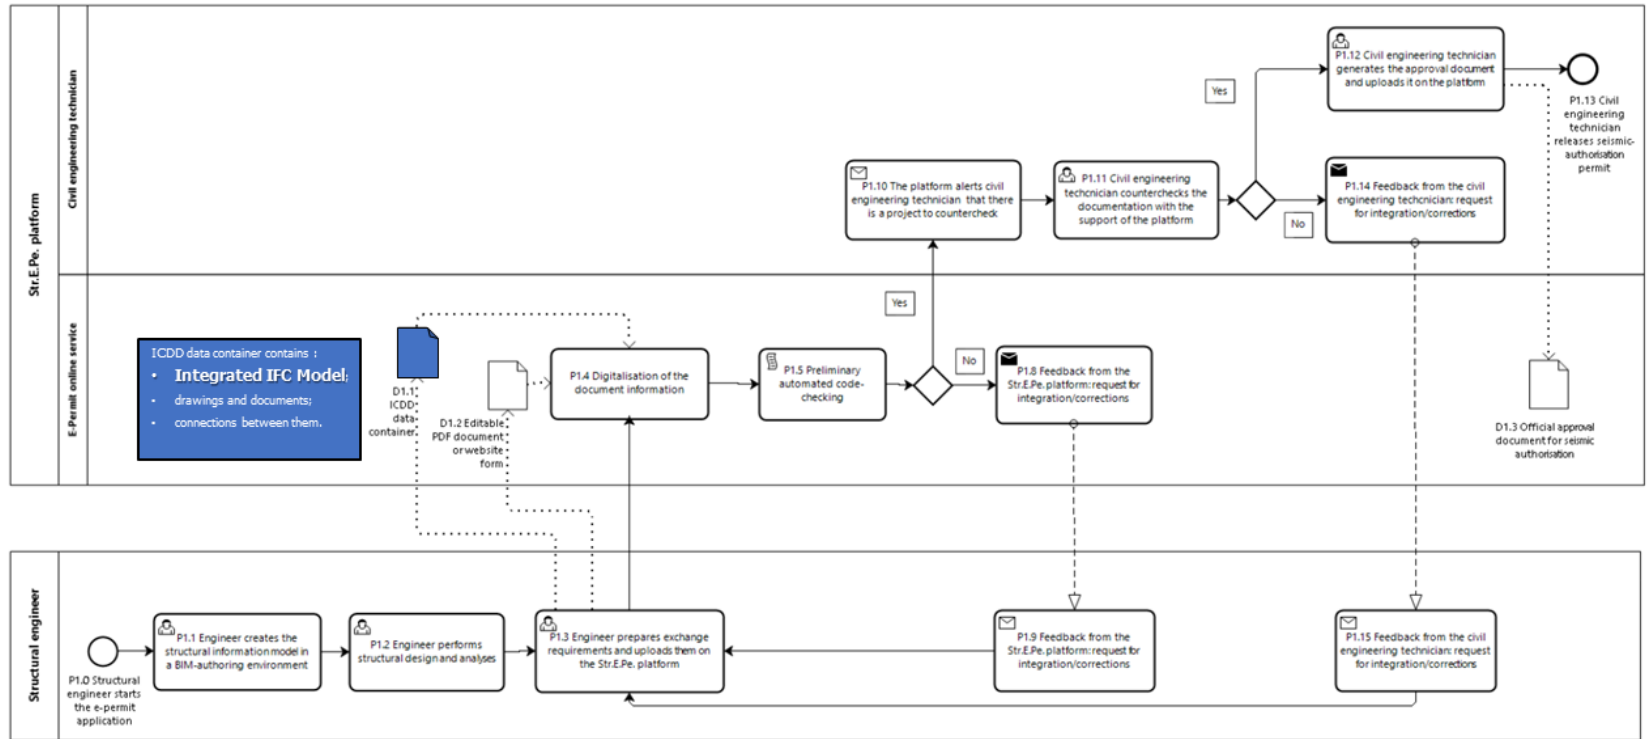 Str.E.Pe. platform
Civil engineering technician
P1.12 Civil engineering technician
generates the approval document
and uploads it on the platform
P1.13 Civil
engineering
technician
releases seismic-
authorisation
permit
Yes
P1.10 The platform alerts civil
engineering technician that there
is a project to countercheck
P1.11 Civil engineering
techcnician counterchecks the
documentation with the
support of the platform
No
P1.14 Feedback from the civil
engineering techcnician: request
for integration/corrections
E-Permit online service
Yes
ICDD data container contains :
• Integrated IFC Model;
• drawings and documents;
• connections between them.
D1.1
ICDD
data
container
D1.2 Editable
PDF document
or website
form
P1.4 Digitalisation of the
document information
P1.5 Preliminary
automated code-
checking
No
P1.8 Feedback from the
Str.E.Pe. platform: request for
integration/corrections
D1.3 Official approval
document for seismic
authorisation
Structural engineer
P1.0 Structural
engineer starts
the e-permit
application
P1.1 Engineer creates the
structural information model in
a BIM-authoring environment
P1.2 Engineer performs
structural design and analyses
P1.3 Engineer prepares exchange
requirements and uploads them on
the Str.E.Pe. platform
P1.9 Feedback from the
Str.E.Pe. platform: request for
integration/corrections
P1.15 Feedback from the civil
engineering technician: request
for integration/corrections